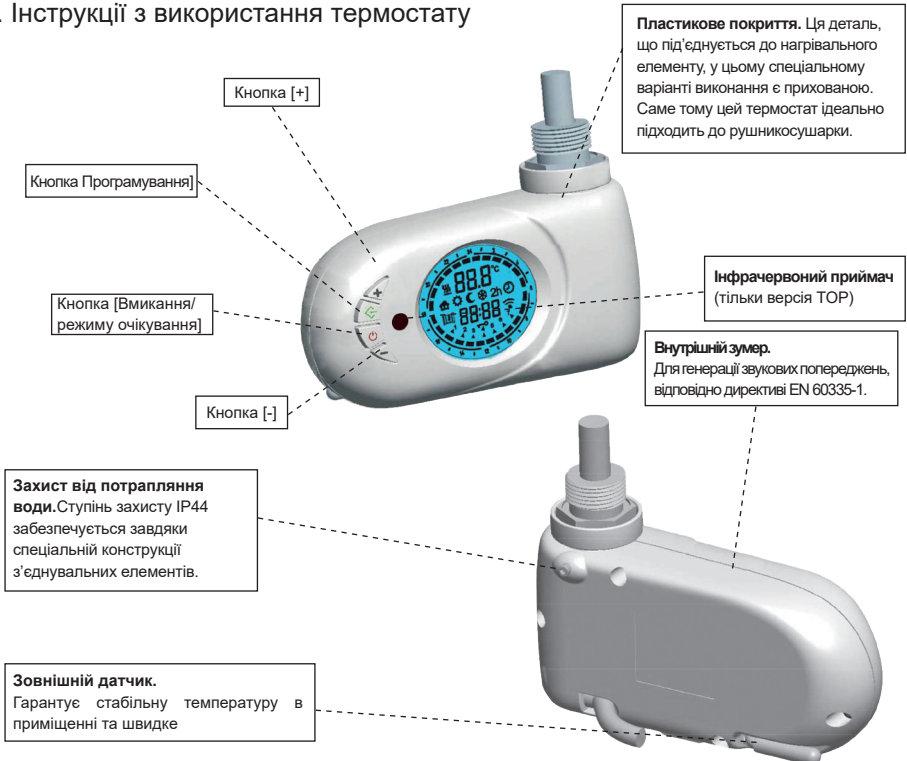 . Інструкції з використання термостату
Пластикове покриття. Ця деталь,
що під’єднується до нагрівального
елементу, у цьому спеціальному
варіанті виконання є прихованою.
Саме тому цей термостат ідеально
підходить до рушникосушарки.
Кнопка [+]
Кнопка Програмування]
Кнопка [Вмикання/
режиму очікування]
Кнопка [-]
88.8°C
2h
88:88
Інфрачервоний приймач
(тільки версія TOP)
Внутрішній зумер.
Для генерації звукових попереджень,
відповідно директиві EN 60335-1.
Захист від потрапляння
води.Ступінь захисту IP44
забезпечується завдяки
спеціальній конструкції
з’єднувальних елементів.
Зовнішній датчик.
Гарантує стабільну температуру в
приміщенні та швидке